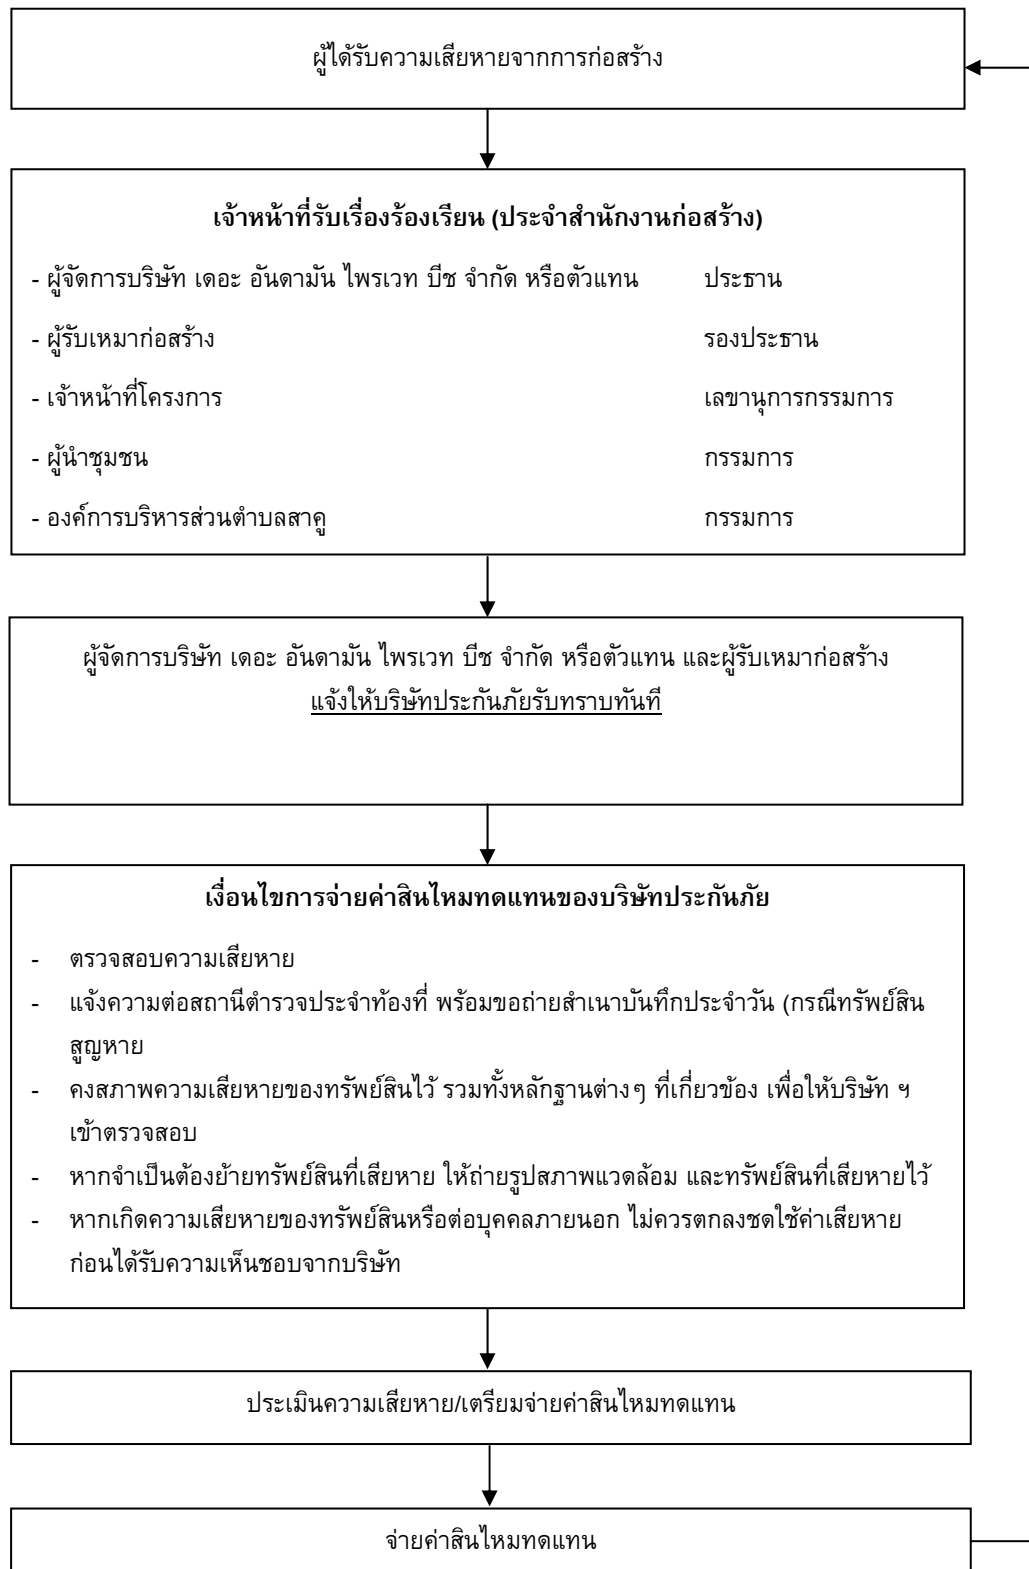 ผู้ได้รับความเสียหายจากการก่อสร้าง
เจ้าหน้าที่รับเรื่องร้องเรียน (ประจำสำนักงานก่อสร้าง)
- ผู้จัดการบริษัท เดอะ อันดามัน ไพรเวท บีช จำกัด หรือตัวแทน ประธาน
- ผู้รับเหมาก่อสร้าง รองประธาน
- เจ้าหน้าที่โครงการ เลขานุการกรรมการ
- ผู้นำชุมชน กรรมการ
- องค์การบริหารส่วนตำบลสาคู กรรมการ
ผู้จัดการบริษัท เดอะ อันดามัน ไพรเวท บีช จำกัด หรือตัวแทน และผู้รับเหมาก่อสร้าง
แจ้งให้บริษัทประกันภัยรับทราบทันที
เงื่อนไขการจ่ายค่าสินไหมทดแทนของบริษัทประกันภัย
- ตรวจสอบความเสียหาย
- แจ้งความต่อสถานีตำรวจประจำท้องที่ พร้อมขอถ่ายสำเนาบันทึกประจำวัน (กรณีทรัพย์สิน
สูญหาย
- คงสภาพความเสียหายของทรัพย์สินไว้ รวมทั้งหลักฐานต่างๆ ที่เกี่ยวข้อง เพื่อให้บริษัท ฯ
เข้าตรวจสอบ
- หากจำเป็นต้องย้ายทรัพย์สินที่เสียหาย ให้ถ่ายรูปสภาพแวดล้อม และทรัพย์สินที่เสียหายไว้
- หากเกิดความเสียหายของทรัพย์สินหรือต่อบุคคลภายนอก ไม่ควรตกลงชดใช้ค่าเสียหาย
ก่อนได้รับความเห็นชอบจากบริษัท
ประเมินความเสียหาย/เตรียมจ่ายค่าสินไหมทดแทน
จ่ายค่าสินไหมทดแทน